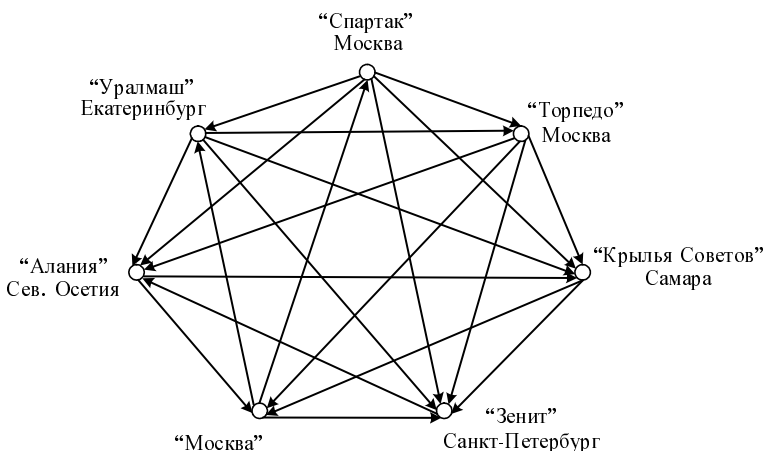 “Спартак”
Москва
“Уралмаш”
Екатеринбург
“Торпедо”
Москва
“Алания”
Сев. Осетия
“Крылья Советов”
Самара
“Москва”
“Зенит”
Санкт-Петербург